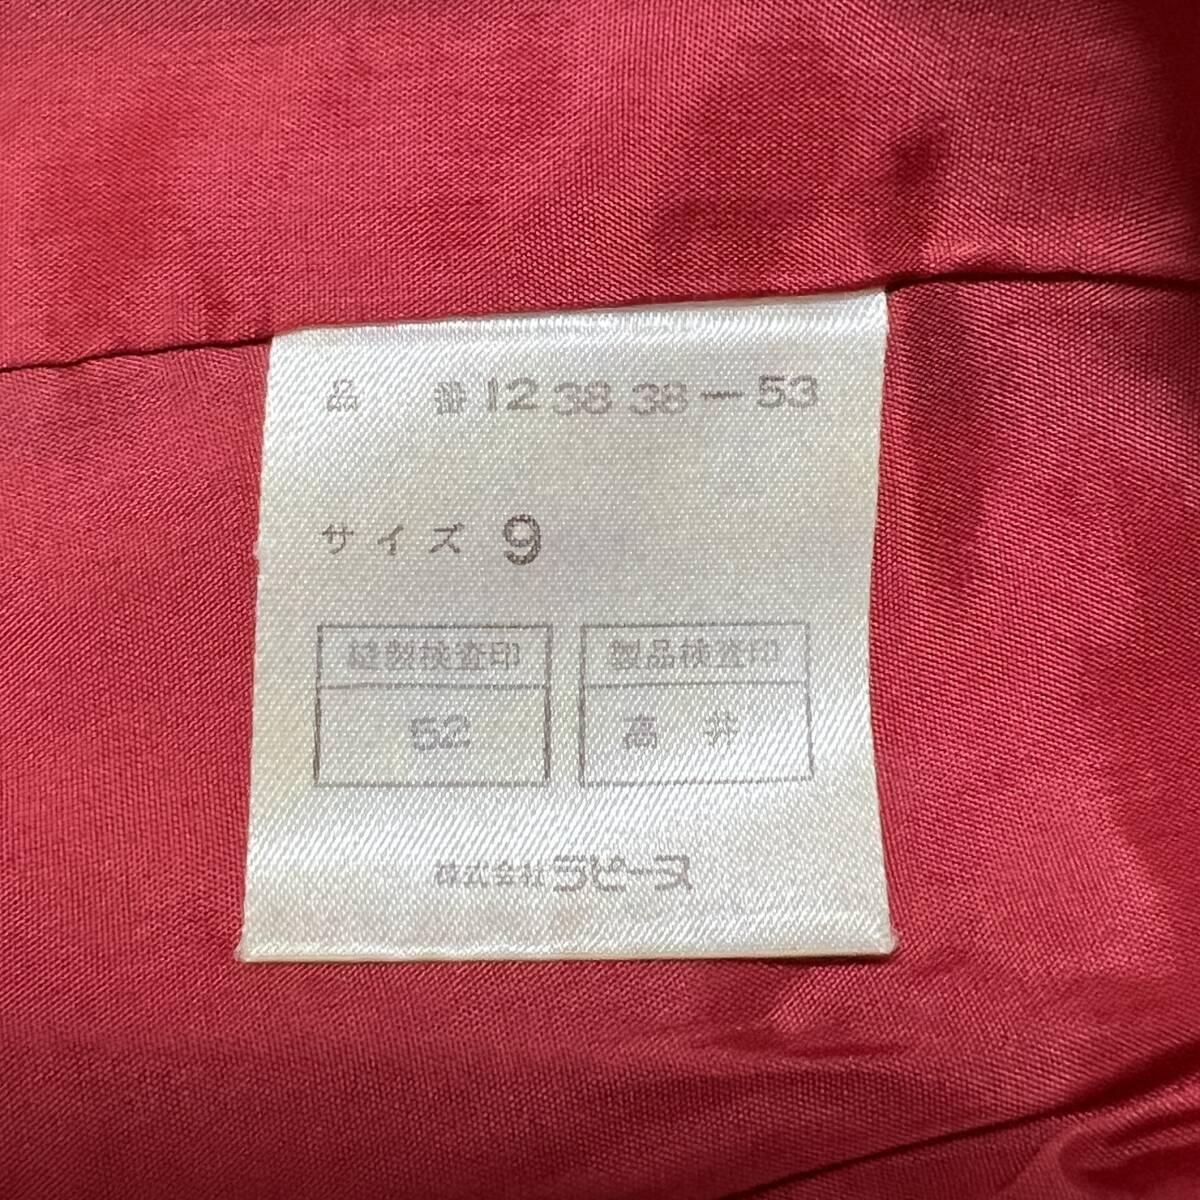 品 番 12 38 38-53
サイズ 9
縫製検査印 製品検査印
52 高 井
株式会社 ラピーヌ